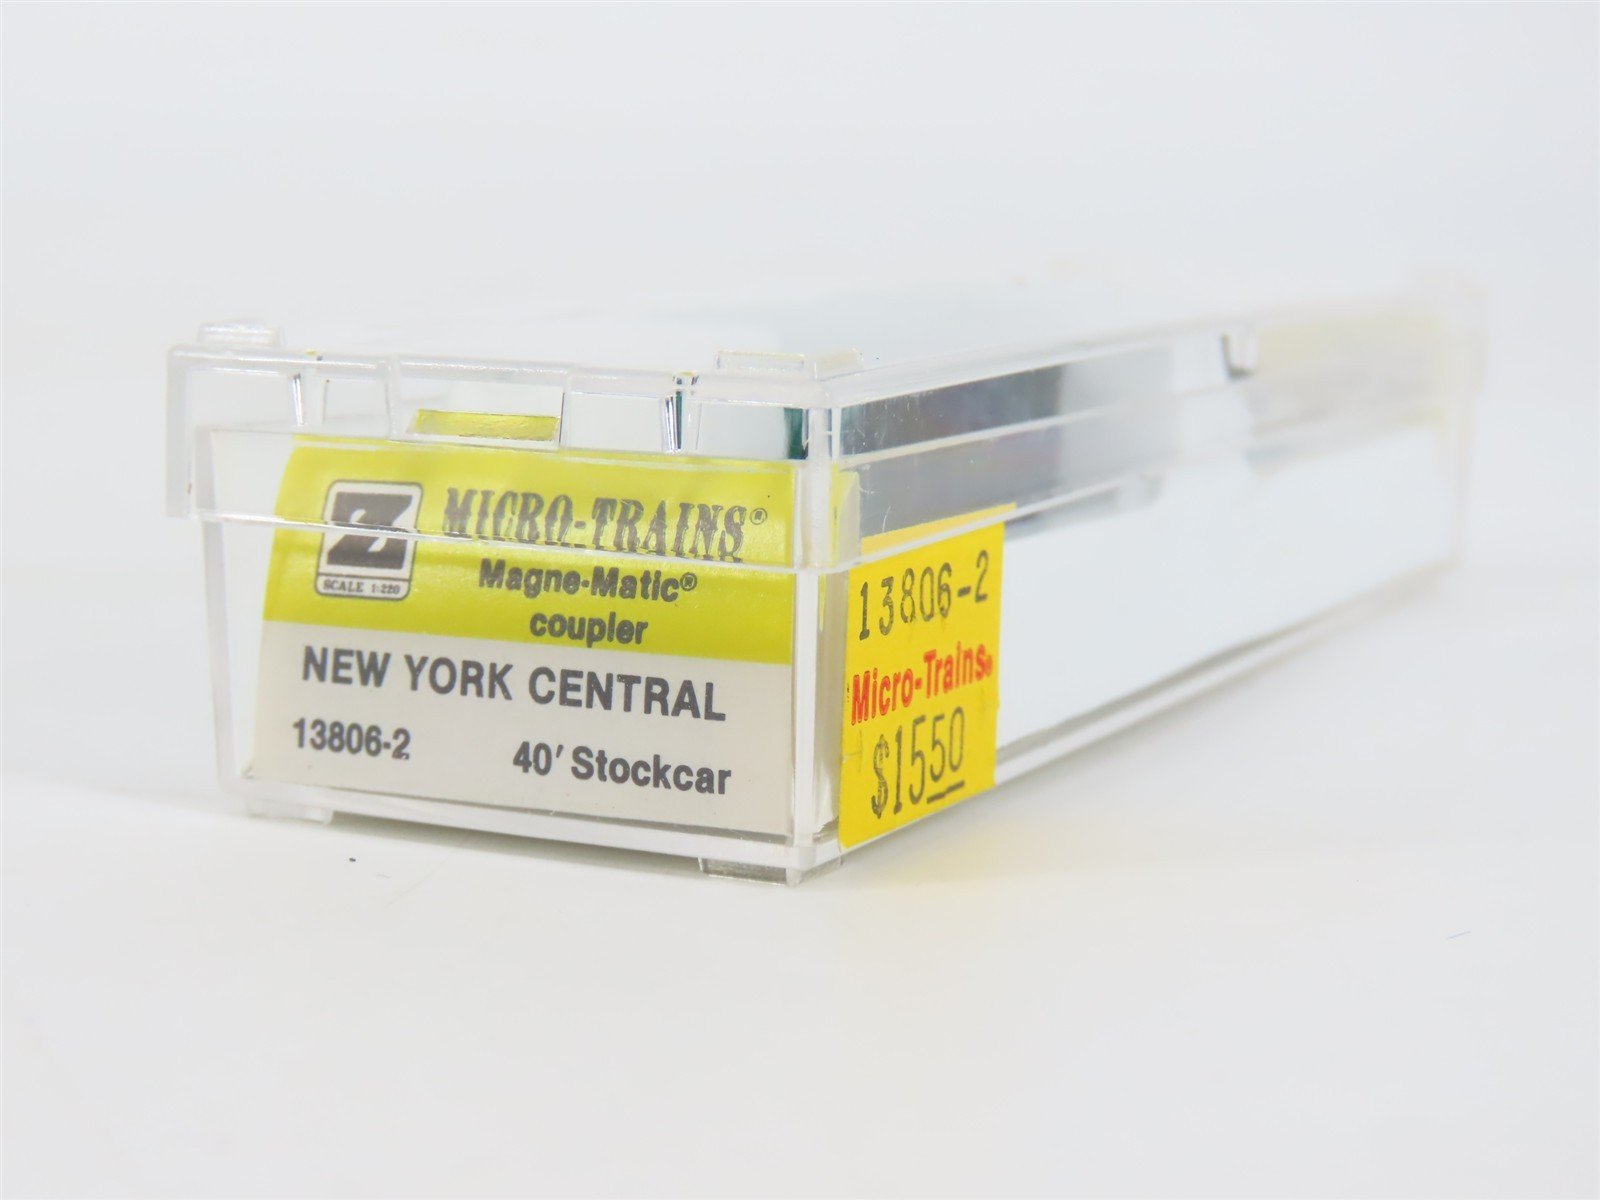 Z
SCALE 1:220
MICRO-TRAINS®
Magne-Matic®
coupler
NEW YORK CENTRAL
13806-2 40' Stockcar
13806-2
Micro-Trains®
$15.50